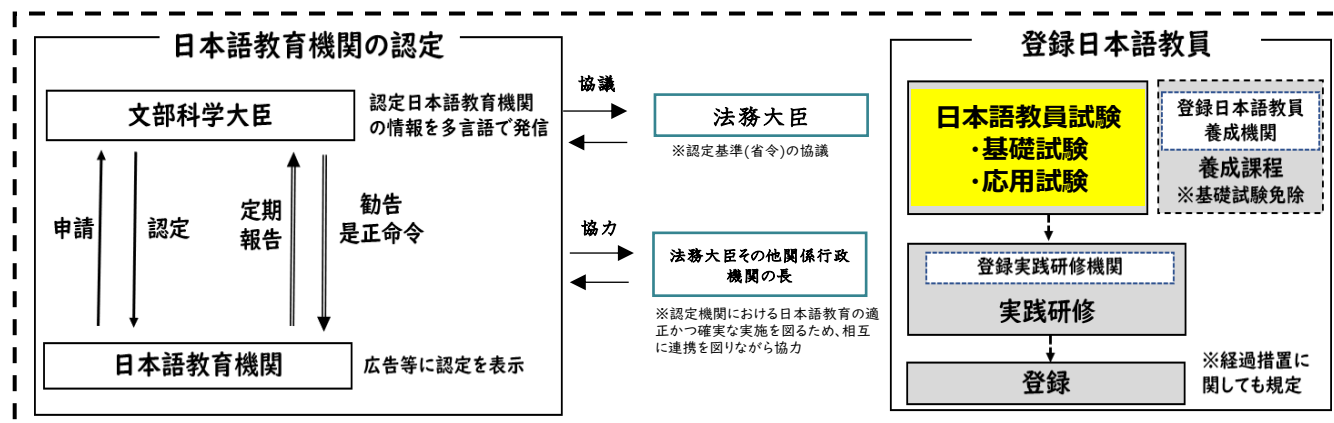 日本語教育機関の認定
文部科学大臣
認定日本語教育機関
の情報を多言語で発信
申請
認定
定期
報告
勧告
是正命令
日本語教育機関
広告等に認定を表示
協議
法務大臣
※認定基準(省令)の協議
協力
法務大臣その他関係行政
機関の長
※認定機関における日本語教育の適
正かつ確実な実施を図るため、相互
に連携を図りながら協力
登録日本語教員
日本語教員試験
・基礎試験
・応用試験
登録日本語教員
養成機関
養成課程
※基礎試験免除
登録実践研修機関
実践研修
登録
※経過措置に
関しても規定